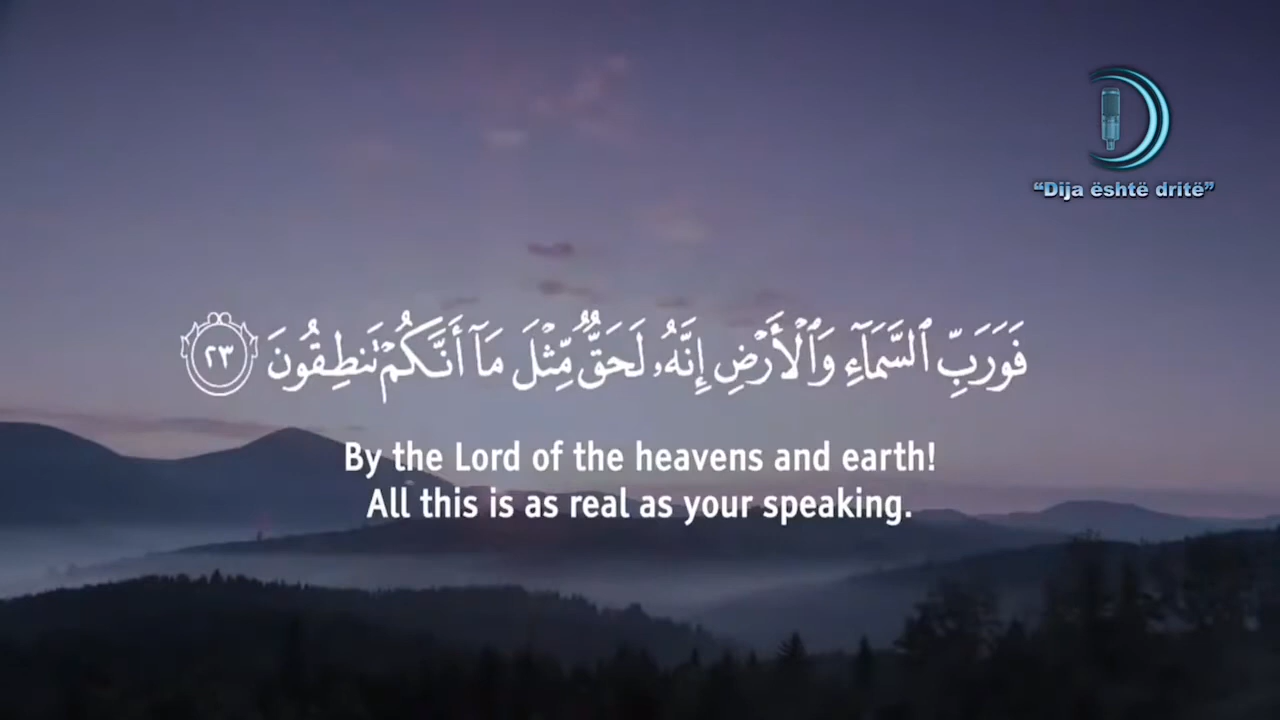 “Dija është dritë”
فَوَرَبِّ ٱلسَّمَآءِ وَٱلْأَرْضِ إِنَّهُۥ لَحَقٌّ مِّثْلَ مَآ أَنَّكُمْ تَنطِقُونَ ٢٣
By the Lord of the heavens and earth!
All this is as real as your speaking.